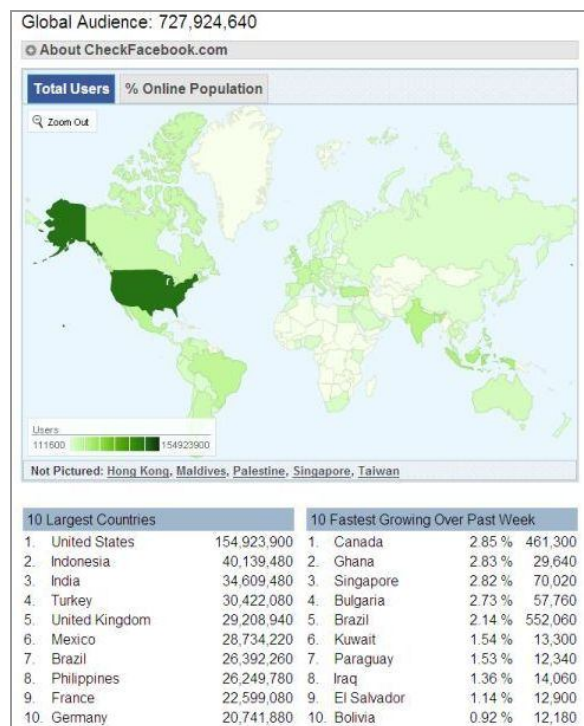 Global Audience: 727,924,640
About CheckFacebook.com
Total Users % Online Population
Zoom Out
Users
111600 154923900
Not Pictured: Hong Kong, Maldives, Palestine, Singapore, Taiwan
10 Largest Countries
1. United States 154,923,900
2. Indonesia 40,139,480
3. India 34,609,480
4. Turkey 30,422,080
5. United Kingdom 29,208,940
6. Mexico 28,734,220
7. Brazil 26,392,260
8. Philippines 26,249,780
9. France 22,599,080
10. Germany 20,741,880
10 Fastest Growing Over Past Week
1. Canada 2.85 % 461,300
2. Ghana 2.83 % 29,640
3. Singapore 2.82 % 70,020
4. Bulgaria 2.73 % 57,760
5. Brazil 2.14 % 552,060
6. Kuwait 1.54 % 13,300
7. Paraguay 1.53 % 12,340
8. Iraq 1.36 % 14,060
9. El Salvador 1.14 % 12,900
10. Bolivia 0.92 % 12,180